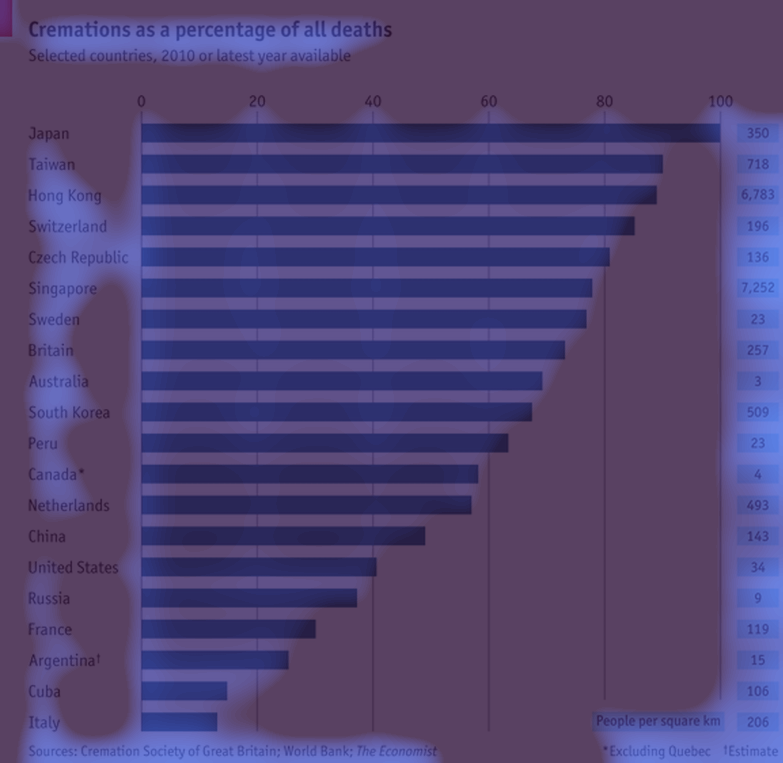 Cremations as a percentage of all deaths
Selected countries, 2010 or latest year available
0 20 40 60 80 100
Japan 350
Taiwan 718
Hong Kong 6,783
Switzerland 196
Czech Republic 136
Singapore 7,252
Sweden 23
Britain 257
Australia 3
South Korea 509
Peru 23
Canada* 4
Netherlands 493
China 143
United States 34
Russia 9
France 119
Argentina† 15
Cuba 106
Italy People per square km 206
Sources: Cremation Society of Great Britain; World Bank; The Economist *Excluding Quebec †Estimate